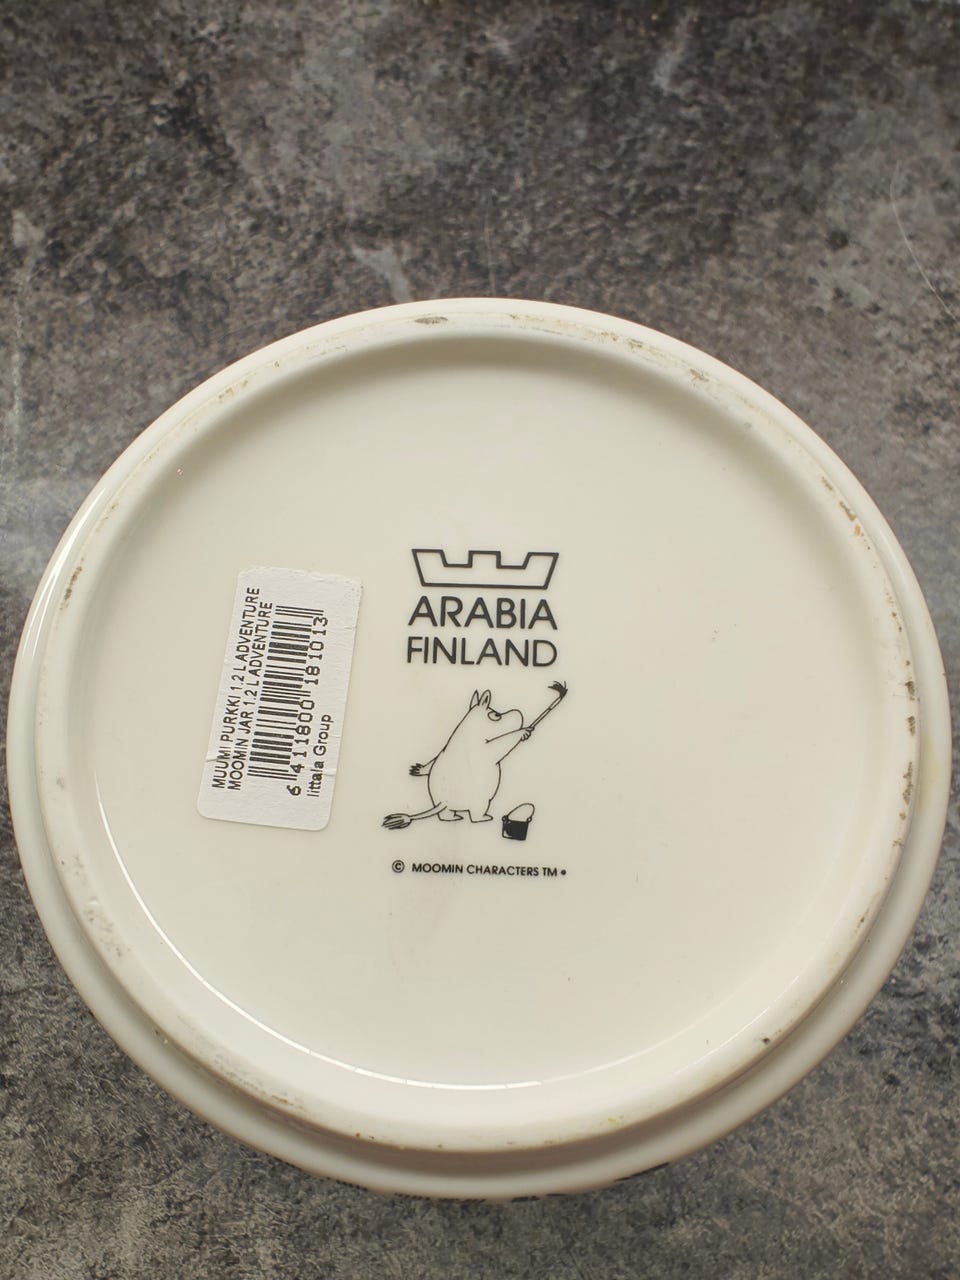 MUUMI PURKKI 1.2 L ADVENTURE
MOOMIN JAR 1.2 L ADVENTURE
6 411800 181013
Iittala Group
ARABIA
FINLAND
© MOOMIN CHARACTERS TM •